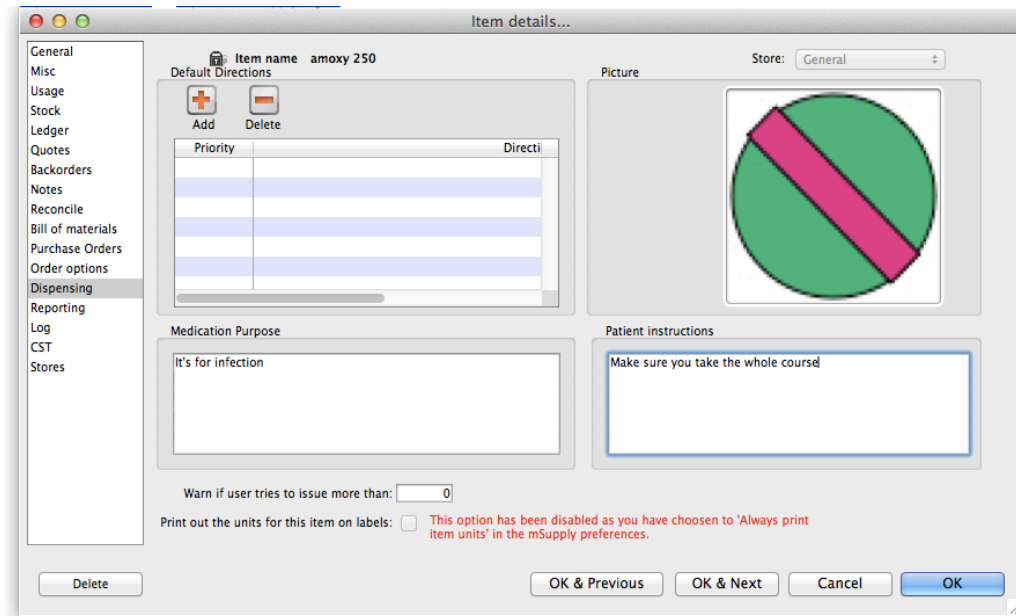 Item details...
General
Misc
Usage
Stock
Ledger
Quotes
Backorders
Notes
Reconcile
Bill of materials
Purchase Orders
Order options
Dispensing
Reporting
Log
CST
Stores
Item name amoxy 250
Store: General
Default Directions
Add Delete
Priority Directi
Picture
Medication Purpose
It's for infection
Patient instructions
Make sure you take the whole course
Warn if user tries to issue more than: 0
Print out the units for this item on labels:
This option has been disabled as you have choosen to 'Always print
item units' in the mSupply preferences.
Delete OK & Previous OK & Next Cancel OK